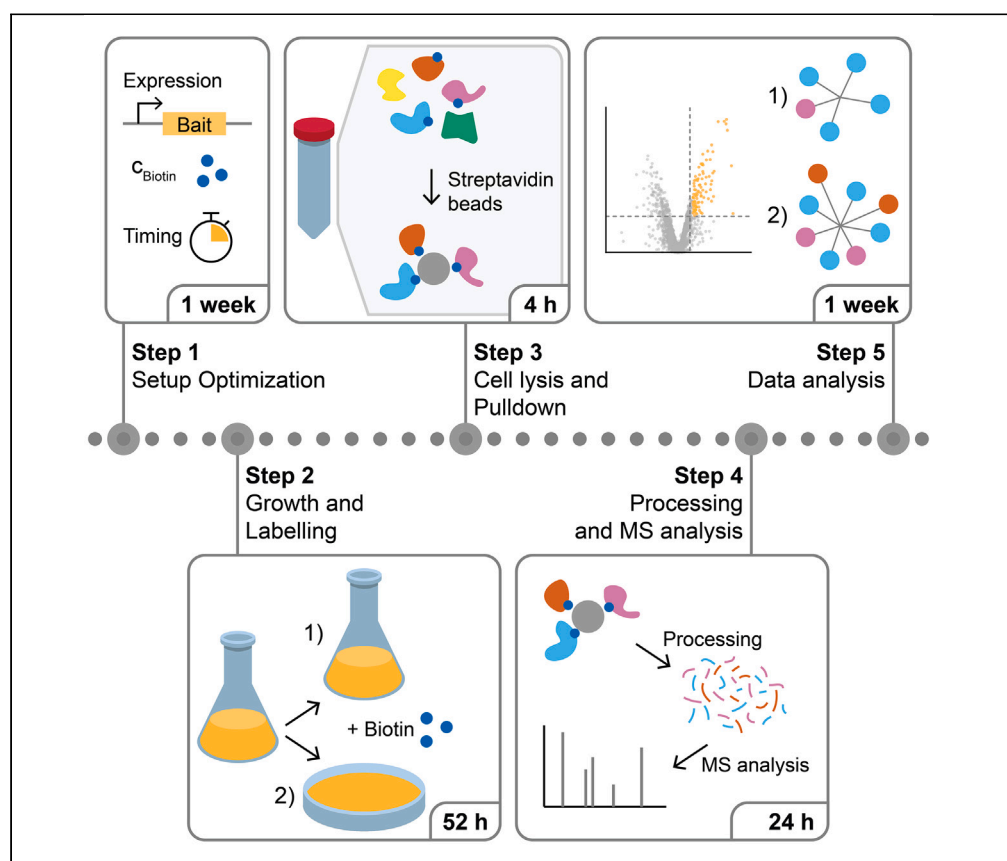 Expression
Bait
cBiotin
Timing
1 week
Streptavidin
beads
4 h
1)
2)
1 week
Step 1
Setup Optimization
Step 3
Cell lysis and
Pulldown
Step 5
Data analysis
Step 2
Growth and
Labelling
Step 4
Processing
and MS analysis
1)
+ Biotin
2)
52 h
Processing
MS analysis
24 h